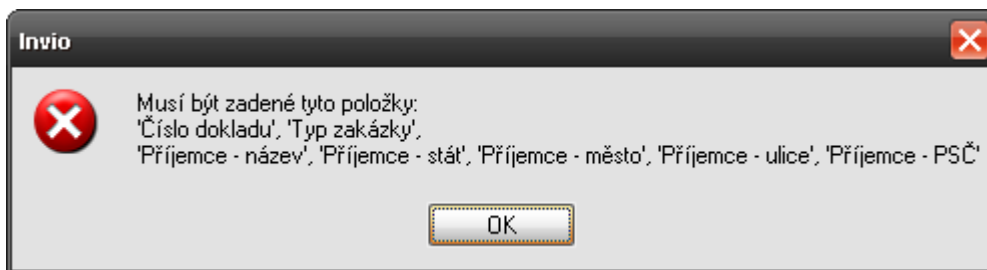 Invio
Musí být zadené tyto položky:
'Číslo dokladu', 'Typ zakázky',
'Příjemce - název', 'Příjemce - stát', 'Příjemce - město', 'Příjemce - ulice', 'Příjemce - PSČ'
OK